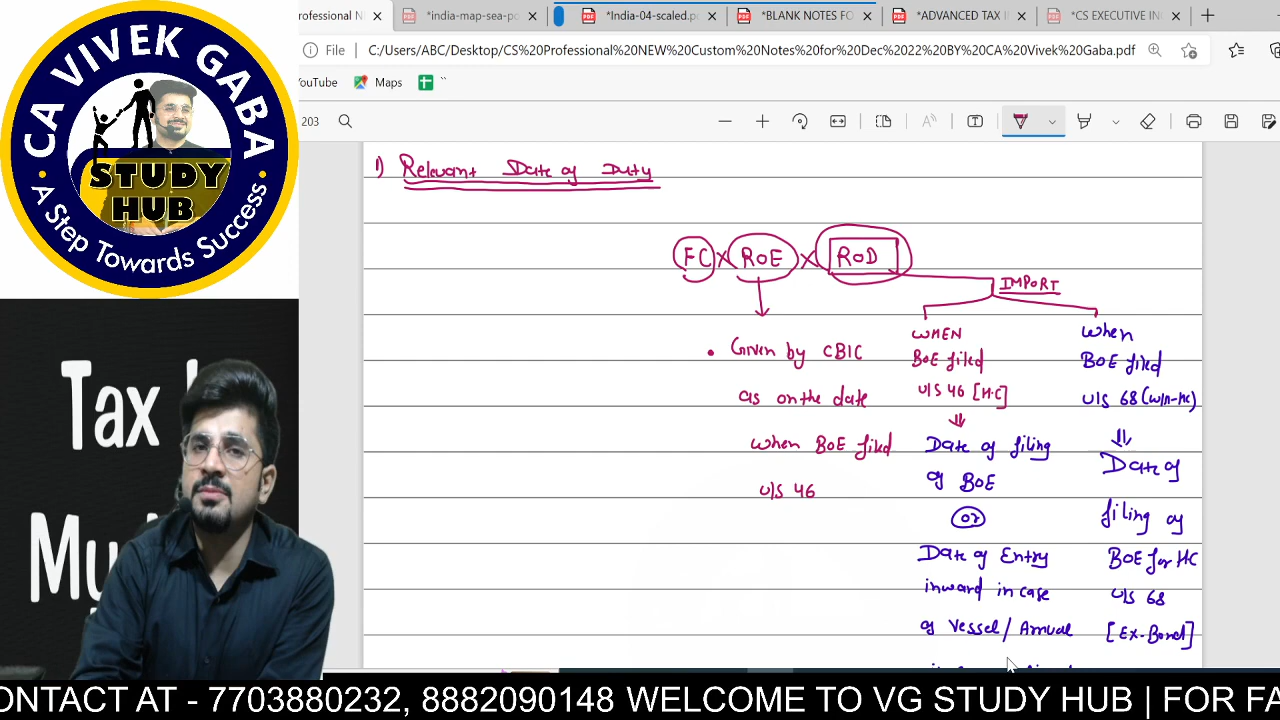 rofessional N
*india-map-sea-po
*India-04-scaled.p
*BLANK NOTES FO
*ADVANCED TAX I
*CS EXECUTIVE IN
File
C:/Users/ABC/Desktop/CS%20Professional%20NEW%20Custom%20Notes%20for%20Dec%2022%20BY%20CA%20Vivek%20Gaba.pdf
YouTube
Maps
203
CA VIVEK GABA
STUDY
HUB
A Step Towards Success
1) Relevant Date of Duty
FC x ROE x ROD
IMPORT
• Given by CBIC
as on the date
when BOE filed
U/S 46
WHEN
BOE filed
U/S 46 [H.C]
⇓
Date of filing
of BOE
or
Date of Entry
inward in case
of Vessel / Arrival
When
BOE filed
U/S 68 (W/H-HC)
⇓
Date of
filing of
BOE for HC
U/S 68
[Ex-Bond]
Tax
My
ONTACT AT - 7703880232, 8882090148 WELCOME TO VG STUDY HUB | FOR FA